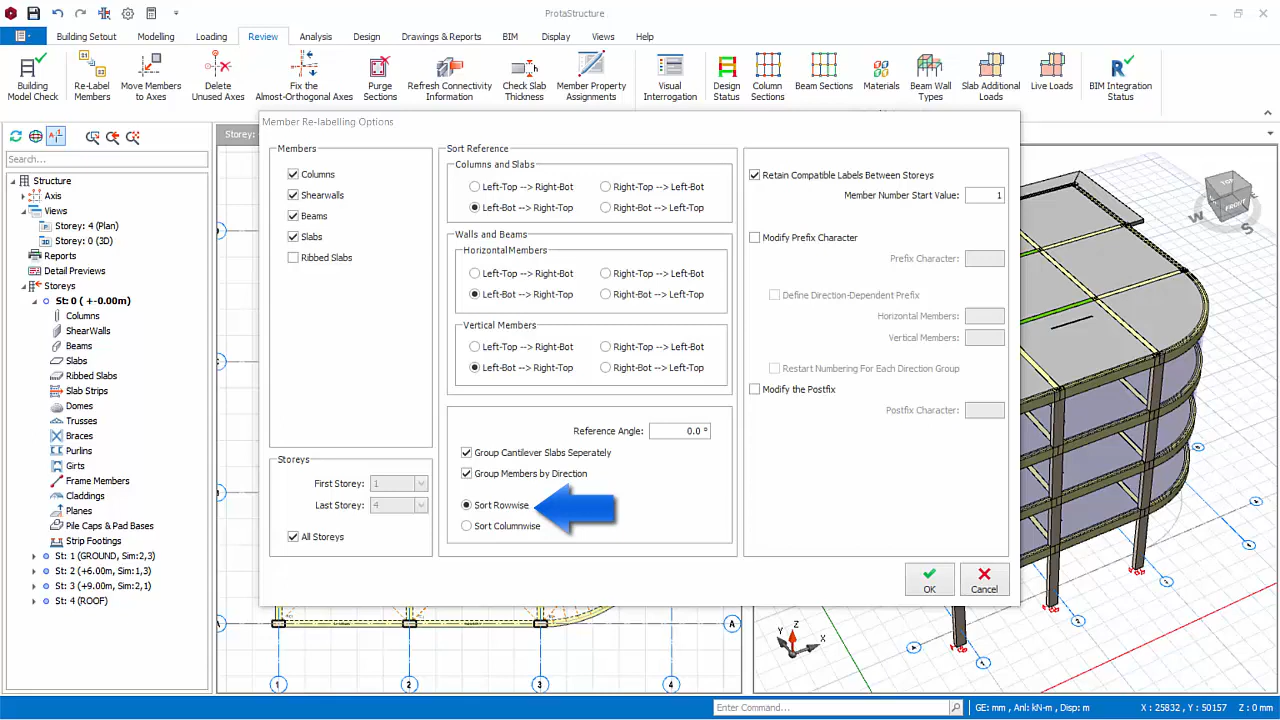 ProtaStructure
Building Setout Modelling Loading Review Analysis Design Drawings & Reports BIM Display Views Help
Building Model Check
Re-Label Members
Move Members to Axes
Delete Unused Axes
Fix the Almost-Orthogonal Axes
Purge Sections
Refresh Connectivity Information
Check Slab Thickness
Member Property Assignments
Visual Interrogation
Design Status
Column Sections
Beam Sections
Materials
Beam Wall Types
Slab Additional Loads
Live Loads
BIM Integration Status
Storey:
Search...
Structure
Axis
Views
Storey: 4 (Plan)
Storey: 0 (3D)
Reports
Detail Previews
Storeys
St: 0 ( +-0.00m)
Columns
ShearWalls
Beams
Slabs
Ribbed Slabs
Slab Strips
Domes
Trusses
Braces
Purlins
Girts
Frame Members
Claddings
Planes
Pile Caps & Pad Bases
Strip Footings
St: 1 (GROUND, Sim:2,3)
St: 2 (+6.00m, Sim:1,3)
St: 3 (+9.00m, Sim:2,1)
St: 4 (ROOF)
Member Re-labelling Options
Members
Columns
Shearwalls
Beams
Slabs
Ribbed Slabs
Storeys
First Storey: 1
Last Storey: 4
All Storeys
Sort Reference
Columns and Slabs
Left-Top --> Right-Bot Right-Top --> Left-Bot
Left-Bot --> Right-Top Right-Bot --> Left-Top
Walls and Beams
Horizontal Members
Left-Top --> Right-Bot Right-Top --> Left-Bot
Left-Bot --> Right-Top Right-Bot --> Left-Top
Vertical Members
Left-Top --> Right-Bot Right-Top --> Left-Bot
Left-Bot --> Right-Top Right-Bot --> Left-Top
Reference Angle: 0.0 °
Group Cantilever Slabs Seperately
Group Members by Direction
Sort Rowwise
Sort Columnwise
Retain Compatible Labels Between Storeys
Member Number Start Value: 1
Modify Prefix Character
Prefix Character:
Define Direction-Dependent Prefix
Horizontal Members:
Vertical Members:
Restart Numbering For Each Direction Group
Modify the Postfix
Postfix Character:
OK Cancel
TOP
FRONT
W
S
A
1 2 3 4
Y Z X
Enter Command... GE: mm , Anl: kN-m , Disp: m X : 25832 Y : 50157 Z : 0 mm